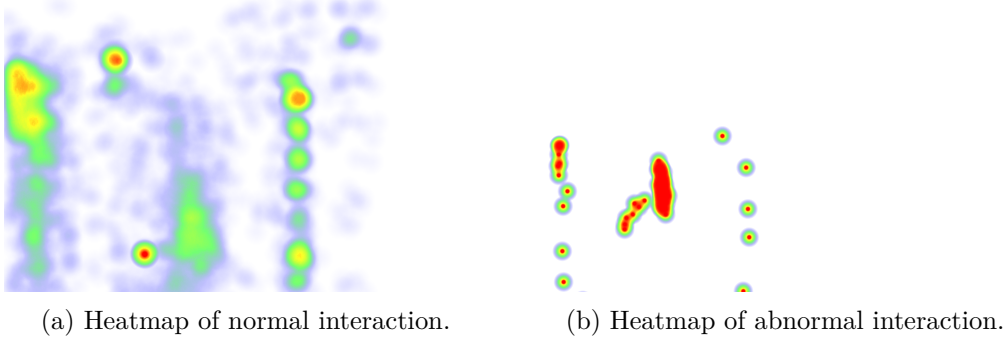 (a) Heatmap of normal interaction.
(b) Heatmap of abnormal interaction.